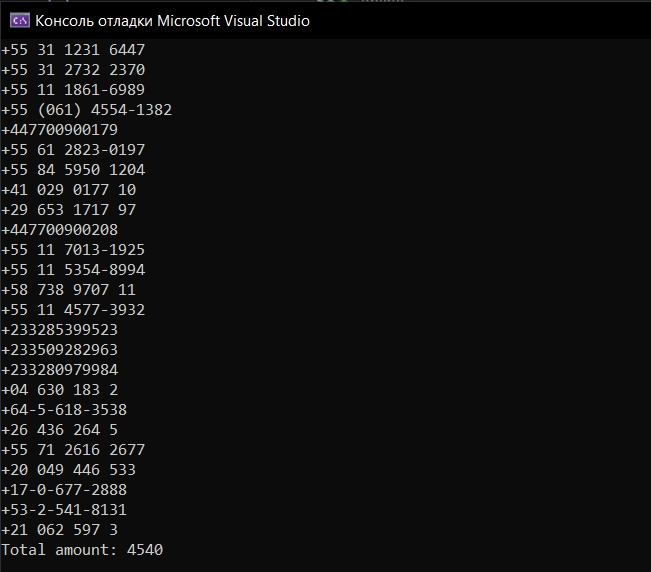 Консоль отладки Microsoft Visual Studio
+55 31 1231 6447
+55 31 2732 2370
+55 11 1861-6989
+55 (061) 4554-1382
+447700900179
+55 61 2823-0197
+55 84 5950 1204
+41 029 0177 10
+29 653 1717 97
+447700900208
+55 11 7013-1925
+55 11 5354-8994
+58 738 9707 11
+55 11 4577-3932
+233285399523
+233509282963
+233280979984
+04 630 183 2
+64-5-618-3538
+26 436 264 5
+55 71 2616 2677
+20 049 446 533
+17-0-677-2888
+53-2-541-8131
+21 062 597 3
Total amount: 4540